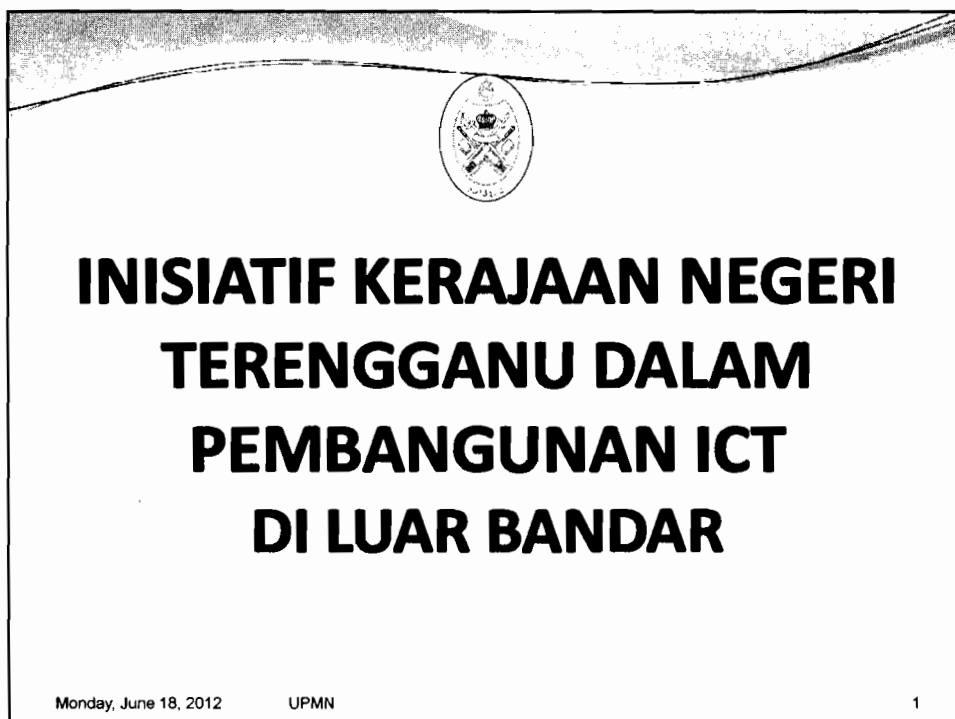 INISIATIF KERAJAAN NEGERI
TERENGGANU DALAM
PEMBANGUNAN ICT
DI LUAR BANDAR
Monday, June 18, 2012 UPMN 1